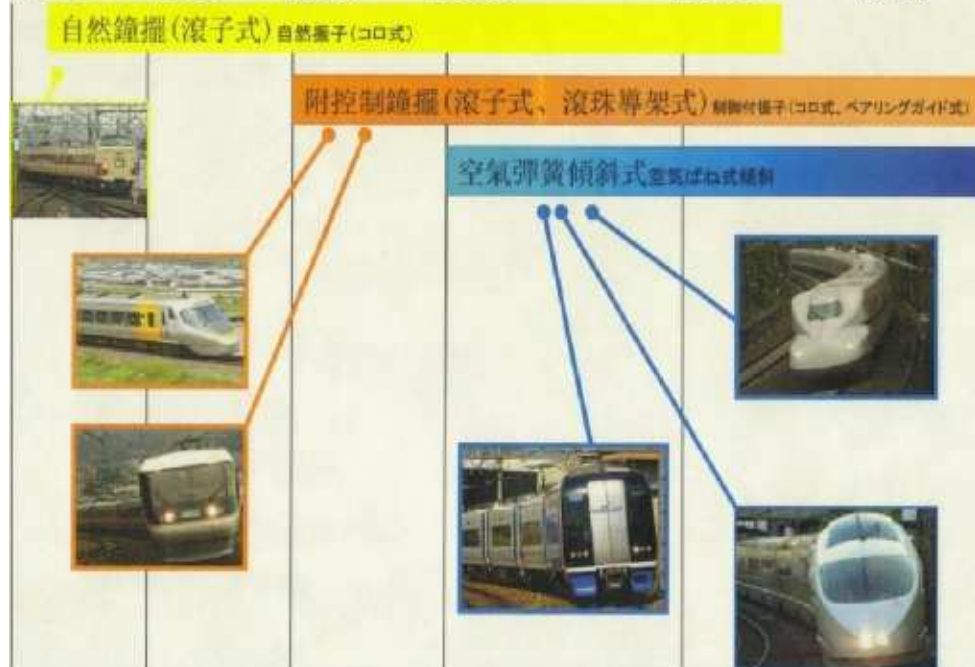 自然鐘擺(滾子式) 自然振子(コロ式)
附控制鐘擺(滾子式、滾珠導架式) 制御付振子(コロ式、ベアリングガイド式)
空氣彈簧傾斜式 空気ばね式傾斜